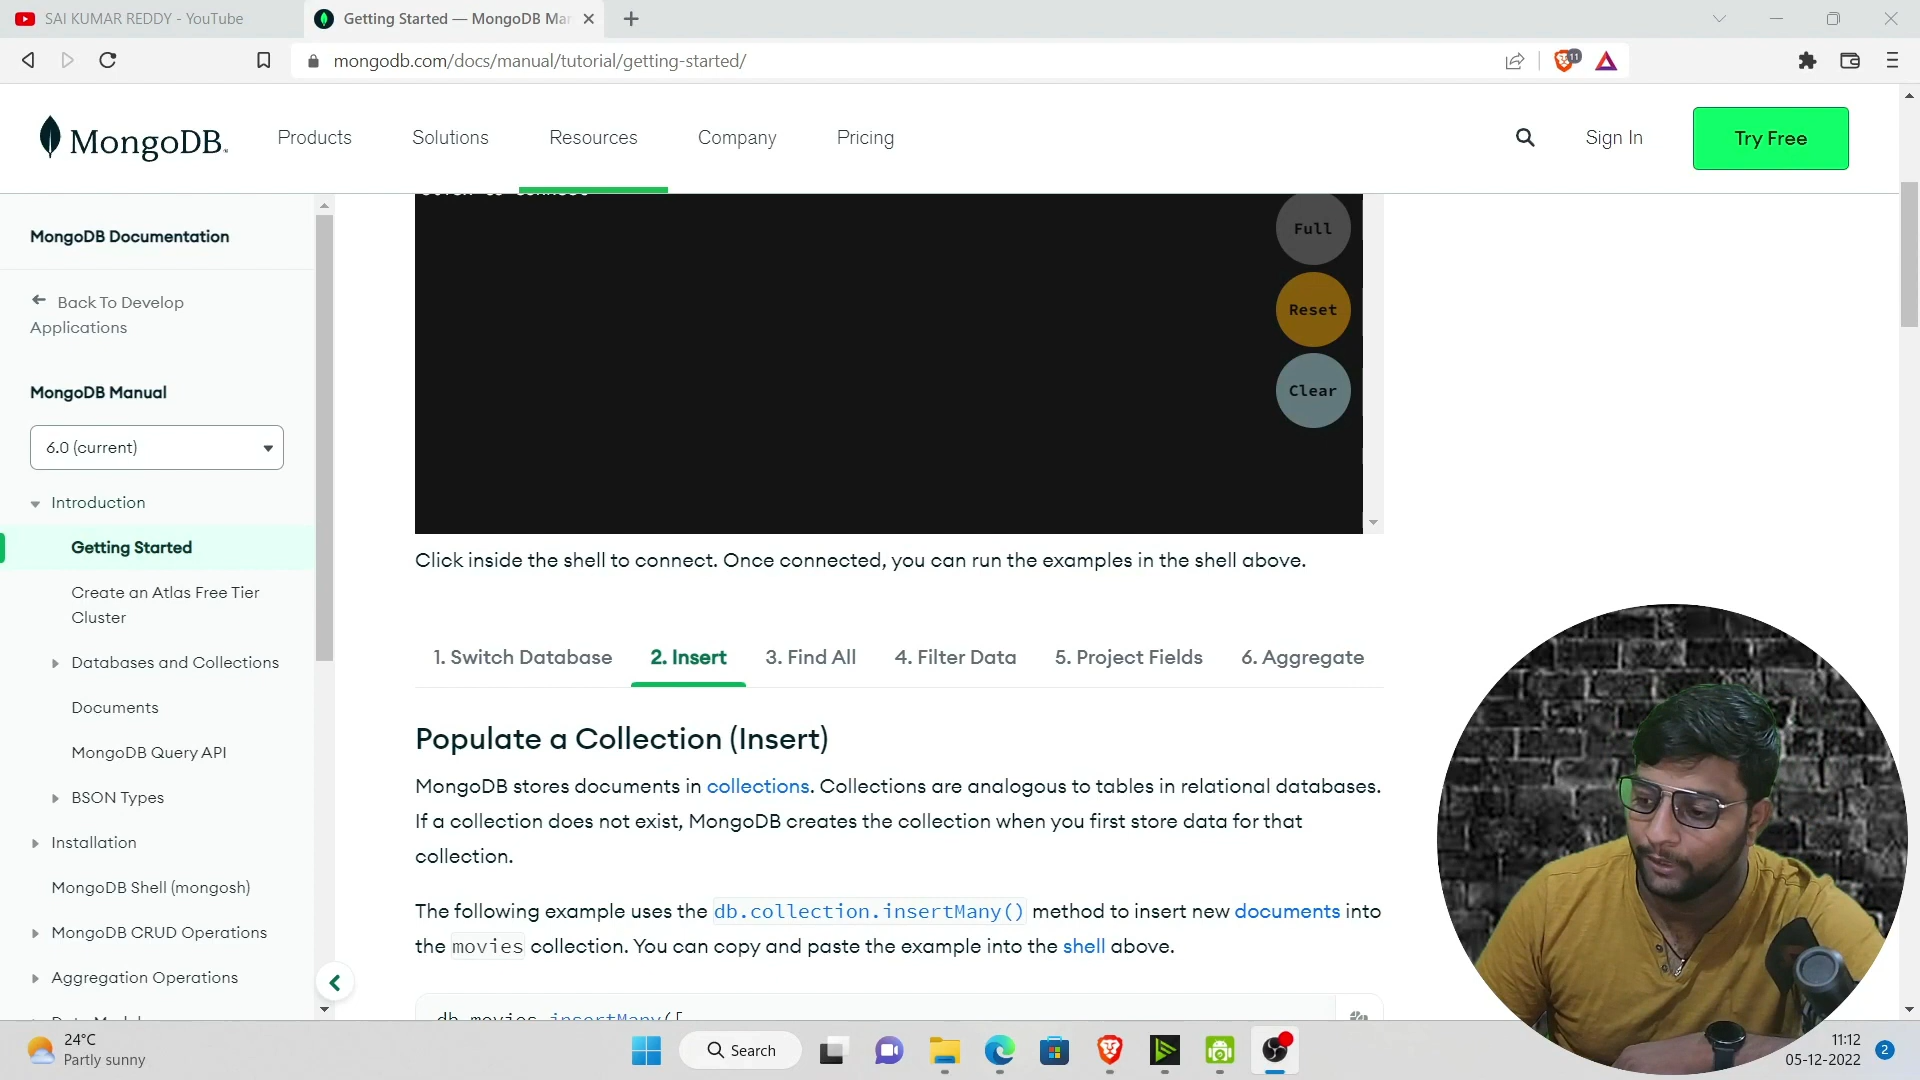 SAI KUMAR REDDY - YouTube
Getting Started — MongoDB Mar
mongodb.com/docs/manual/tutorial/getting-started/
11
MongoDB.
Products
Solutions
Resources
Company
Pricing
Sign In
Try Free
MongoDB Documentation
Back To Develop
Applications
MongoDB Manual
6.0 (current)
Introduction
Getting Started
Create an Atlas Free Tier
Cluster
Databases and Collections
Documents
MongoDB Query API
BSON Types
Installation
MongoDB Shell (mongosh)
MongoDB CRUD Operations
Aggregation Operations
Full
Reset
Clear
Click inside the shell to connect. Once connected, you can run the examples in the shell above.
1. Switch Database
2. Insert
3. Find All
4. Filter Data
5. Project Fields
6. Aggregate
Populate a Collection (Insert)
MongoDB stores documents in collections. Collections are analogous to tables in relational databases.
If a collection does not exist, MongoDB creates the collection when you first store data for that
collection.
The following example uses the db.collection.insertMany() method to insert new documents into
the movies collection. You can copy and paste the example into the shell above.
db.movies.insertMany([
24°C
Partly sunny
Search
11:12
05-12-2022
2